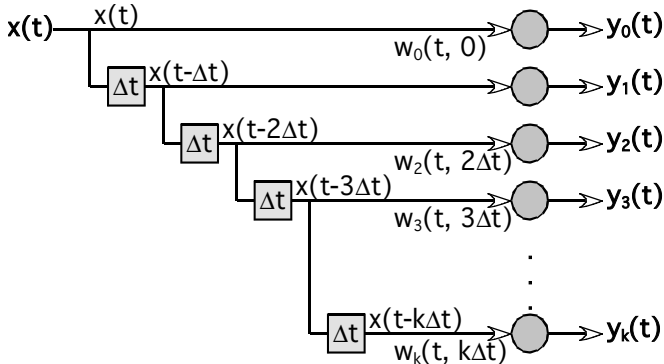 x(t)
x(t)
w0(t, 0)
y0(t)
Δt
x(t-Δt)
y1(t)
Δt
x(t-2Δt)
w2(t, 2Δt)
y2(t)
Δt
x(t-3Δt)
w3(t, 3Δt)
y3(t)
Δt
x(t-kΔt)
wk(t, kΔt)
yk(t)